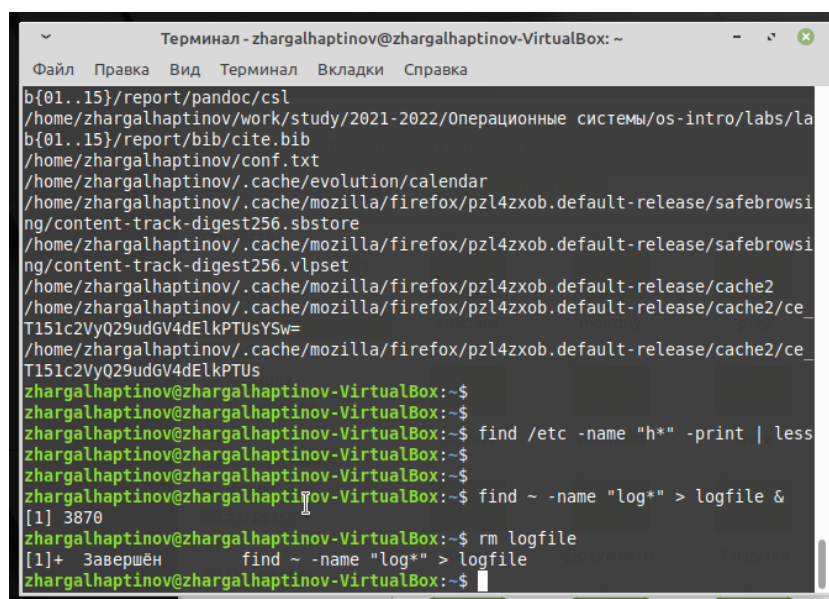 Терминал - zhargalhaptinov@zhargalhaptinov-VirtualBox: ~
Файл Правка Вид Терминал Вкладки Справка
b{01..15}/report/pandoc/csl
/home/zhargalhaptinov/work/study/2021-2022/Операционные системы/os-intro/labs/la
b{01..15}/report/bib/cite.bib
/home/zhargalhaptinov/conf.txt
/home/zhargalhaptinov/.cache/evolution/calendar
/home/zhargalhaptinov/.cache/mozilla/firefox/pzl4zxob.default-release/safebrowsi
ng/content-track-digest256.sbstore
/home/zhargalhaptinov/.cache/mozilla/firefox/pzl4zxob.default-release/safebrowsi
ng/content-track-digest256.vlpset
/home/zhargalhaptinov/.cache/mozilla/firefox/pzl4zxob.default-release/cache2
/home/zhargalhaptinov/.cache/mozilla/firefox/pzl4zxob.default-release/cache2/ce_
T151c2VyQ29udGV4dElkPTUsYSw=
/home/zhargalhaptinov/.cache/mozilla/firefox/pzl4zxob.default-release/cache2/ce_
T151c2VyQ29udGV4dElkPTUs
zhargalhaptinov@zhargalhaptinov-VirtualBox:~$
zhargalhaptinov@zhargalhaptinov-VirtualBox:~$
zhargalhaptinov@zhargalhaptinov-VirtualBox:~$ find /etc -name "h*" -print | less
zhargalhaptinov@zhargalhaptinov-VirtualBox:~$
zhargalhaptinov@zhargalhaptinov-VirtualBox:~$
zhargalhaptinov@zhargalhaptinov-VirtualBox:~$ find ~ -name "log*" > logfile &
[1] 3870
zhargalhaptinov@zhargalhaptinov-VirtualBox:~$ rm logfile
[1]+  Завершён        find ~ -name "log*" > logfile
zhargalhaptinov@zhargalhaptinov-VirtualBox:~$